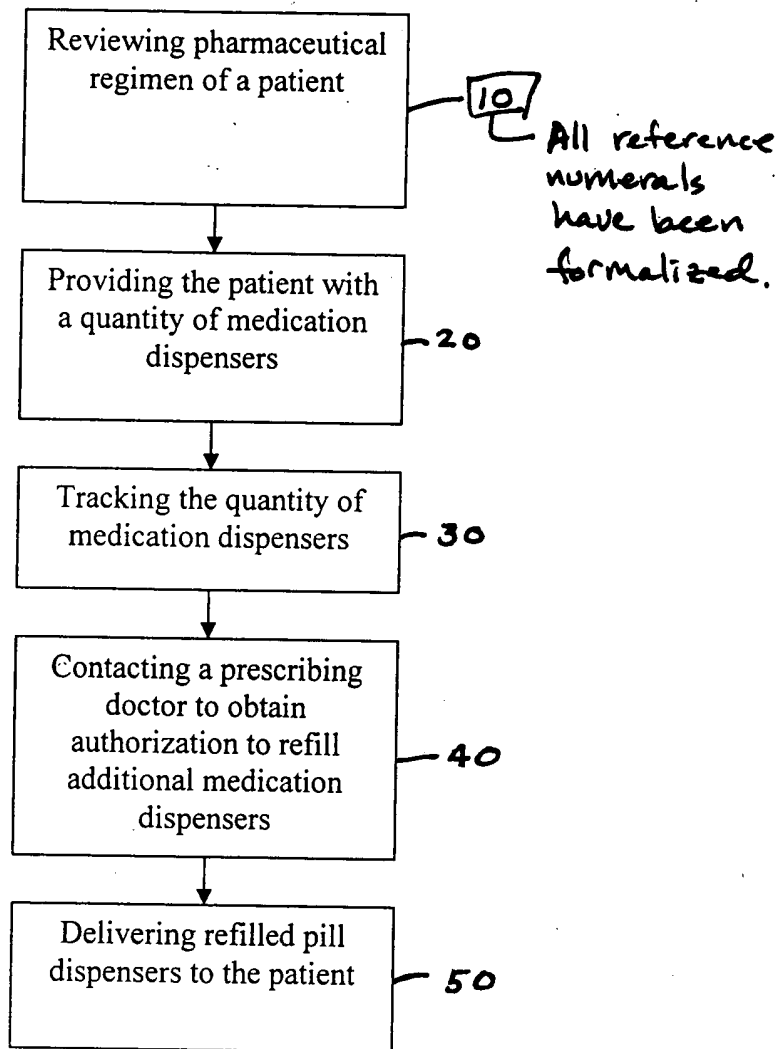 Reviewing pharmaceutical
regimen of a patient
10
All reference
numerals
have been
formalized.
Providing the patient with
a quantity of medication
dispensers
20
Tracking the quantity of
medication dispensers
30
Contacting a prescribing
doctor to obtain
authorization to refill
additional medication
dispensers
40
Delivering refilled pill
dispensers to the patient
50